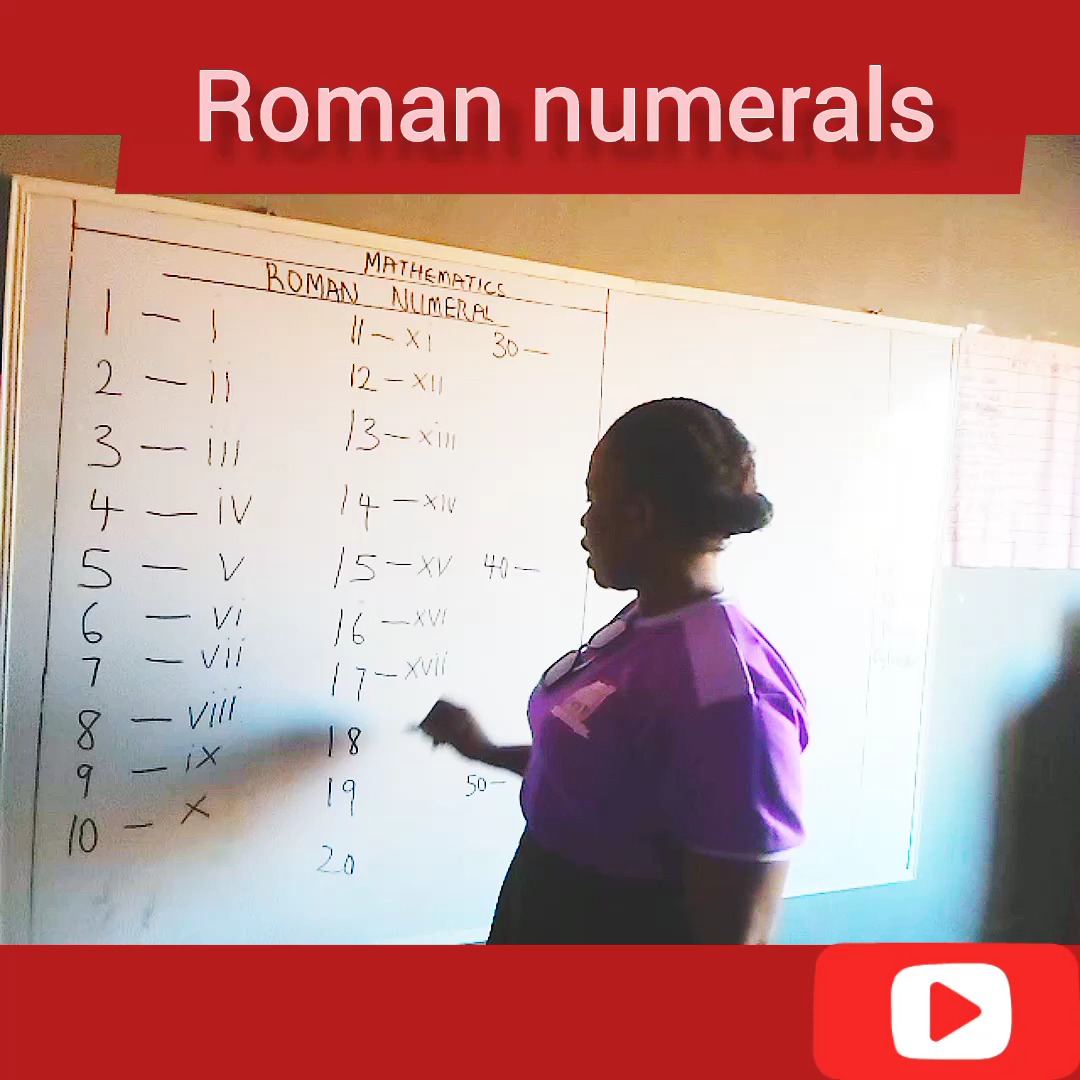 Roman numerals
MATHEMATICS
ROMAN NUMERAL
1 — i
2 — ii
3 — iii
4 — iv
5 — v
6 — vi
7 — vii
8 — viii
9 — ix
10 — x
11 — xi
12 — xii
13 — xiii
14 — xiv
15 — xv
16 — xvi
17 — xvii
18
19
20
30 —
40 —
50 —